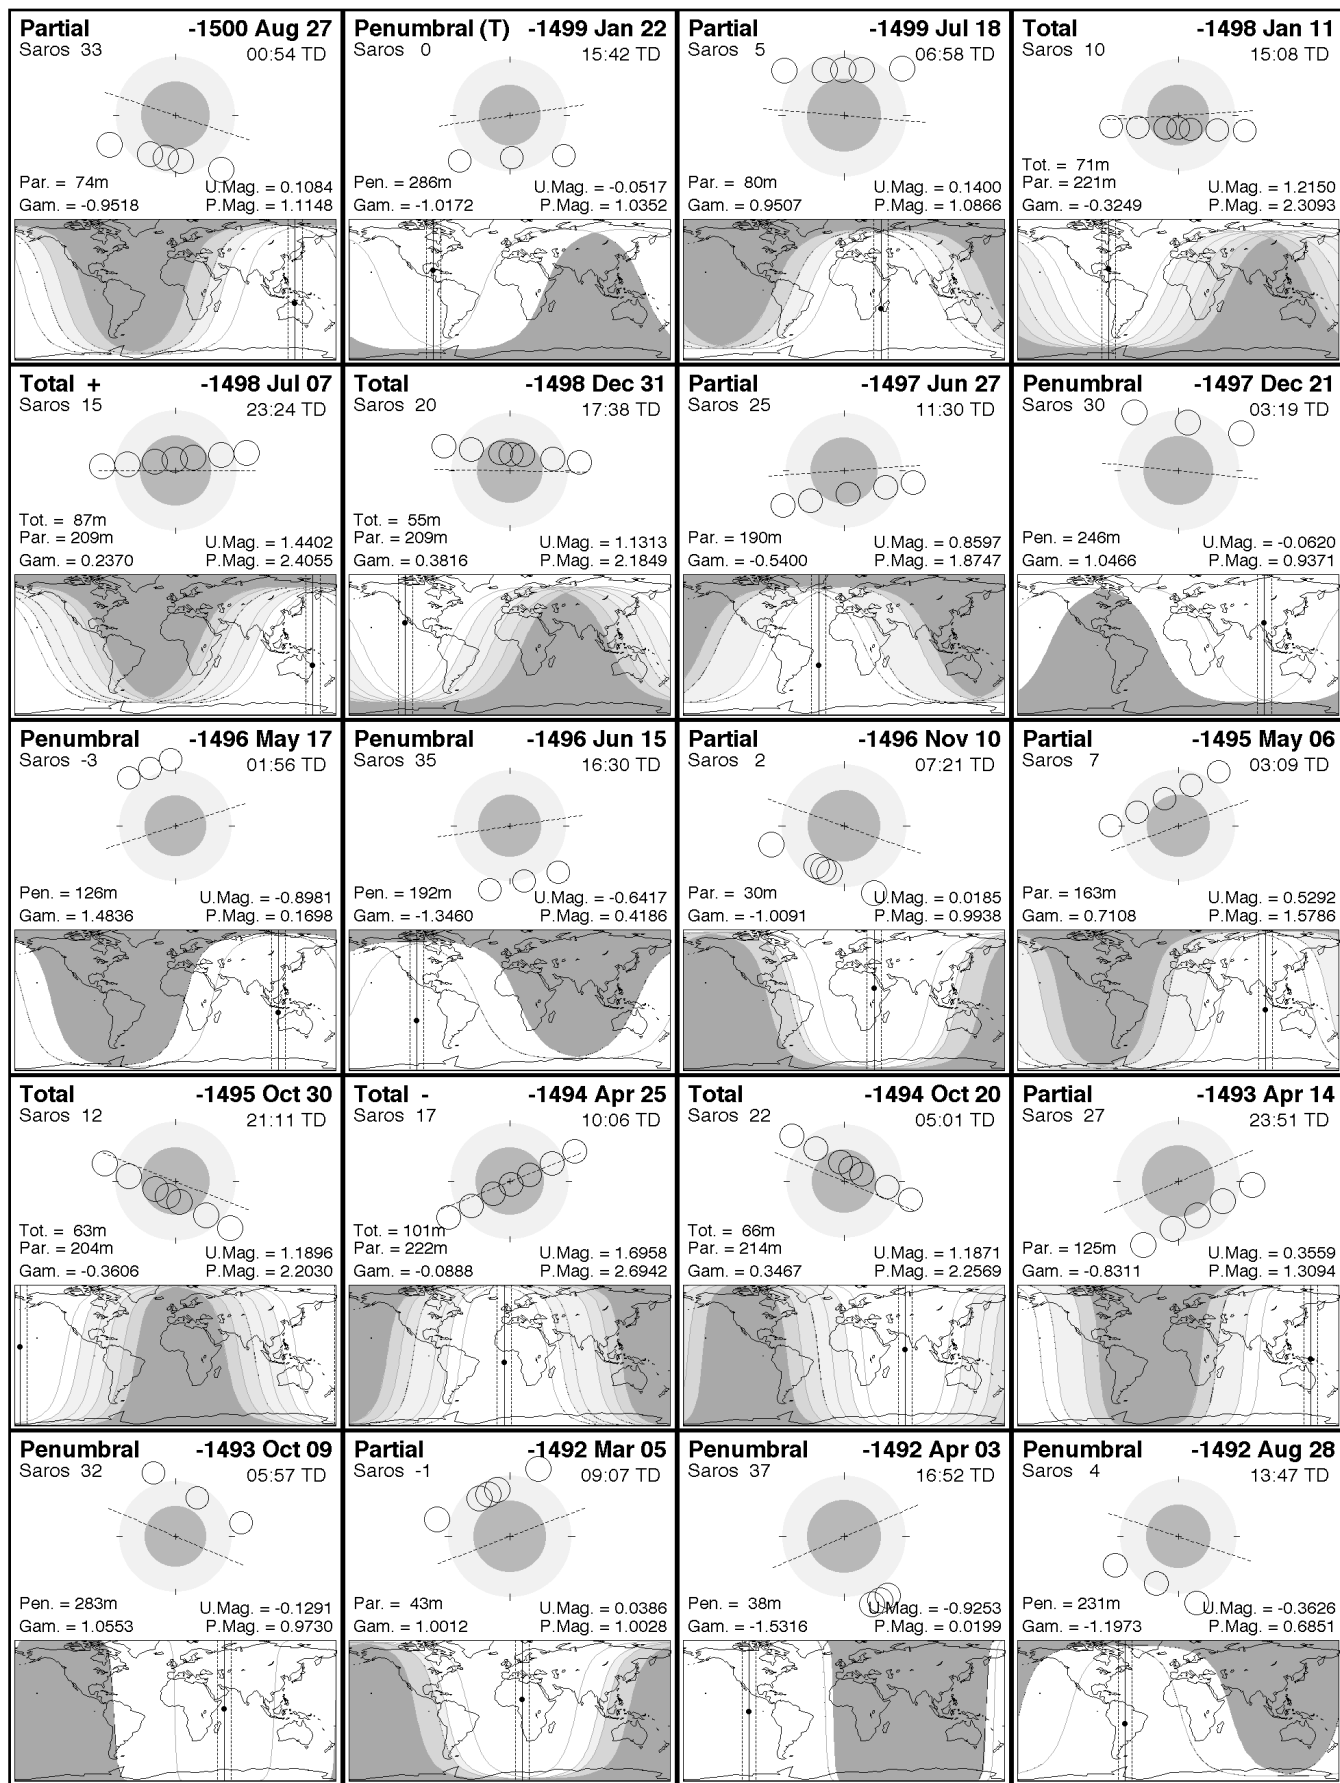 Partial -1500 Aug 27
Saros 33 00:54 TD
Par. = 74m U.Mag. = 0.1084
Gam. = -0.9518 P.Mag. = 1.1148
Penumbral (T) -1499 Jan 22
Saros 0 15:42 TD
Pen. = 286m U.Mag. = -0.0517
Gam. = -1.0172 P.Mag. = 1.0352
Partial -1499 Jul 18
Saros 5 06:58 TD
Par. = 80m U.Mag. = 0.1400
Gam. = 0.9507 P.Mag. = 1.0866
Total -1498 Jan 11
Saros 10 15:08 TD
Tot. = 71m
Par. = 221m U.Mag. = 1.2150
Gam. = -0.3249 P.Mag. = 2.3093
Total + -1498 Jul 07
Saros 15 23:24 TD
Tot. = 87m
Par. = 209m U.Mag. = 1.4402
Gam. = 0.2370 P.Mag. = 2.4055
Total -1498 Dec 31
Saros 20 17:38 TD
Tot. = 55m
Par. = 209m U.Mag. = 1.1313
Gam. = 0.3816 P.Mag. = 2.1849
Partial -1497 Jun 27
Saros 25 11:30 TD
Par. = 190m U.Mag. = 0.8597
Gam. = -0.5400 P.Mag. = 1.8747
Penumbral -1497 Dec 21
Saros 30 03:19 TD
Pen. = 246m U.Mag. = -0.0620
Gam. = 1.0466 P.Mag. = 0.9371
Penumbral -1496 May 17
Saros -3 01:56 TD
Pen. = 126m U.Mag. = -0.8981
Gam. = 1.4836 P.Mag. = 0.1698
Penumbral -1496 Jun 15
Saros 35 16:30 TD
Pen. = 192m U.Mag. = -0.6417
Gam. = -1.3460 P.Mag. = 0.4186
Partial -1496 Nov 10
Saros 2 07:21 TD
Par. = 30m U.Mag. = 0.0185
Gam. = -1.0091 P.Mag. = 0.9938
Partial -1495 May 06
Saros 7 03:09 TD
Par. = 163m U.Mag. = 0.5292
Gam. = 0.7108 P.Mag. = 1.5786
Total -1495 Oct 30
Saros 12 21:11 TD
Tot. = 63m
Par. = 204m U.Mag. = 1.1896
Gam. = -0.3606 P.Mag. = 2.2030
Total - -1494 Apr 25
Saros 17 10:06 TD
Tot. = 101m
Par. = 222m U.Mag. = 1.6958
Gam. = -0.0888 P.Mag. = 2.6942
Total -1494 Oct 20
Saros 22 05:01 TD
Tot. = 66m
Par. = 214m U.Mag. = 1.1871
Gam. = 0.3467 P.Mag. = 2.2569
Partial -1493 Apr 14
Saros 27 23:51 TD
Par. = 125m U.Mag. = 0.3559
Gam. = -0.8311 P.Mag. = 1.3094
Penumbral -1493 Oct 09
Saros 32 05:57 TD
Pen. = 283m U.Mag. = -0.1291
Gam. = 1.0553 P.Mag. = 0.9730
Partial -1492 Mar 05
Saros -1 09:07 TD
Par. = 43m U.Mag. = 0.0386
Gam. = 1.0012 P.Mag. = 1.0028
Penumbral -1492 Apr 03
Saros 37 16:52 TD
Pen. = 38m U.Mag. = -0.9253
Gam. = -1.5316 P.Mag. = 0.0199
Penumbral -1492 Aug 28
Saros 4 13:47 TD
Pen. = 231m U.Mag. = -0.3626
Gam. = -1.1973 P.Mag. = 0.6851